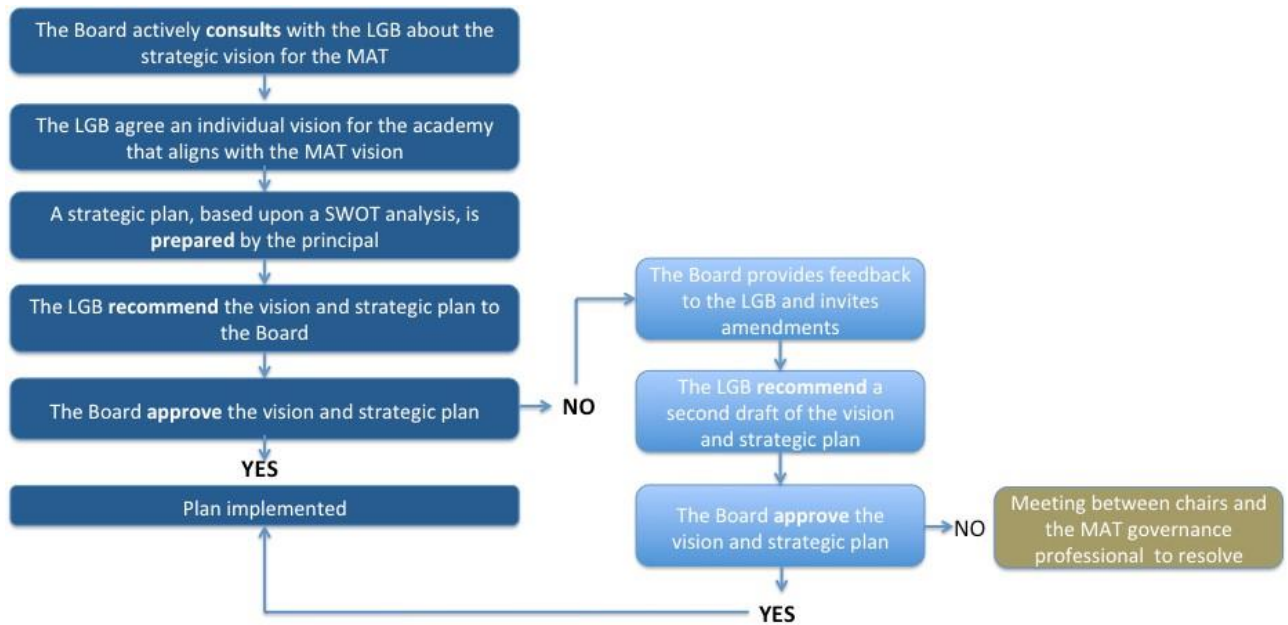 The Board actively consults with the LGB about the
strategic vision for the MAT
The LGB agree an individual vision for the academy
that aligns with the MAT vision
A strategic plan, based upon a SWOT analysis, is
prepared by the principal
The LGB recommend the vision and strategic plan to
the Board
The Board approve the vision and strategic plan
NO
YES
Plan implemented
The Board provides feedback
to the LGB and invites
amendments
The LGB recommend a
second draft of the vision
and strategic plan
The Board approve the
vision and strategic plan
NO
Meeting between chairs and
the MAT governance
professional to resolve
YES